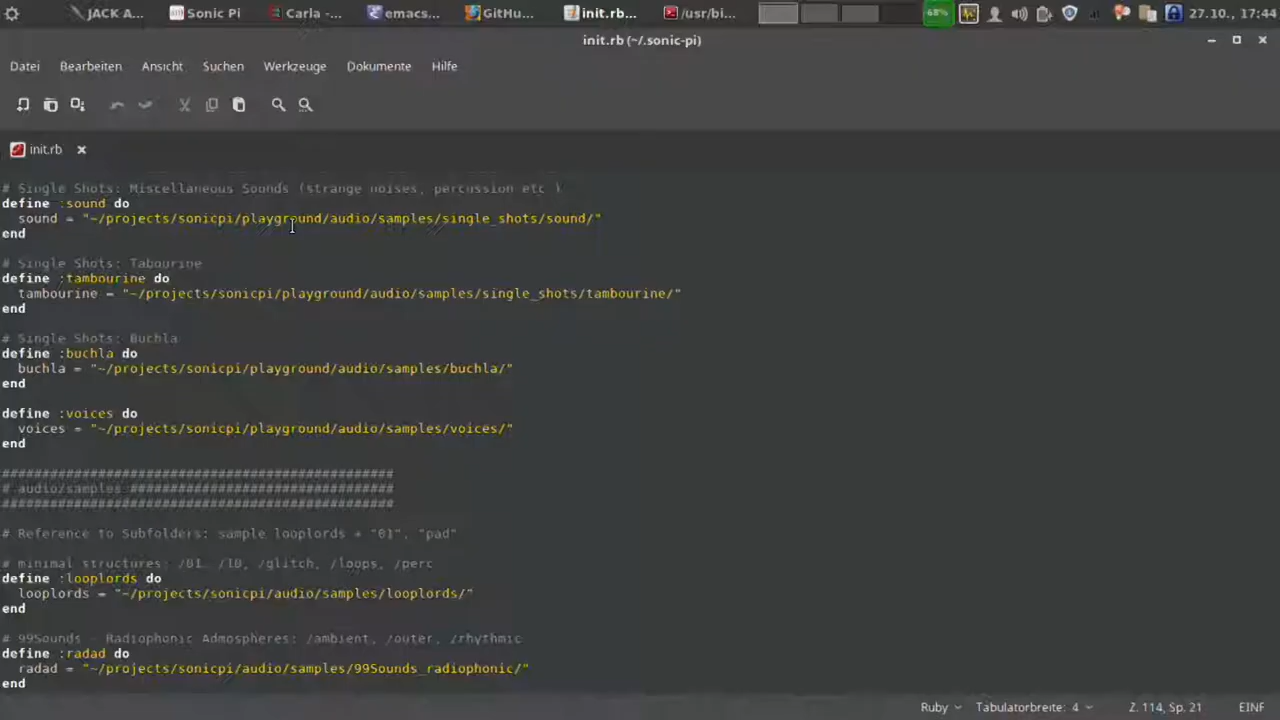 JACK A...
Sonic Pi
Carla -...
emacs...
GitHu...
init.rb...
/usr/bi...
68%
27.10., 17:44
init.rb (~/.sonic-pi)
Datei Bearbeiten Ansicht Suchen Werkzeuge Dokumente Hilfe
init.rb
# Single Shots: Miscellaneous Sounds (strange noises, percussion etc )
define :sound do
sound = "~/projects/sonicpi/playground/audio/samples/single_shots/sound/"
end
# Single Shots: Tabourine
define :tambourine do
tambourine = "~/projects/sonicpi/playground/audio/samples/single_shots/tambourine/"
end
# Single Shots: Buchla
define :buchla do
buchla = "~/projects/sonicpi/playground/audio/samples/buchla/"
end
define :voices do
voices = "~/projects/sonicpi/playground/audio/samples/voices/"
end
#################################################
# audio/samples #################################
#################################################
# Reference to Subfolders: sample looplords + "01", "pad"
# minimal structures: /01. /10, /glitch, /loops, /perc
define :looplords do
looplords = "~/projects/sonicpi/audio/samples/looplords/"
end
# 99Sounds - Radiophonic Admospheres: /ambient, /outer, /rhythmic
define :radad do
radad = "~/projects/sonicpi/audio/samples/99Sounds_radiophonic/"
end
Ruby Tabulatorbreite: 4 Z. 114, Sp. 21 EINF